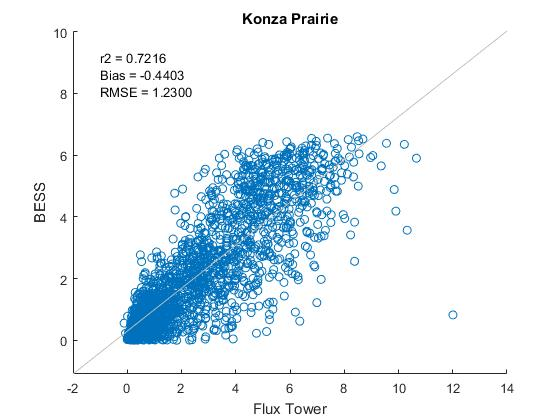 Konza Prairie
r2 = 0.7216
Bias = -0.4403
RMSE = 1.2300
10
8
6
4
2
0
BESS
-2 0 2 4 6 8 10 12 14
Flux Tower